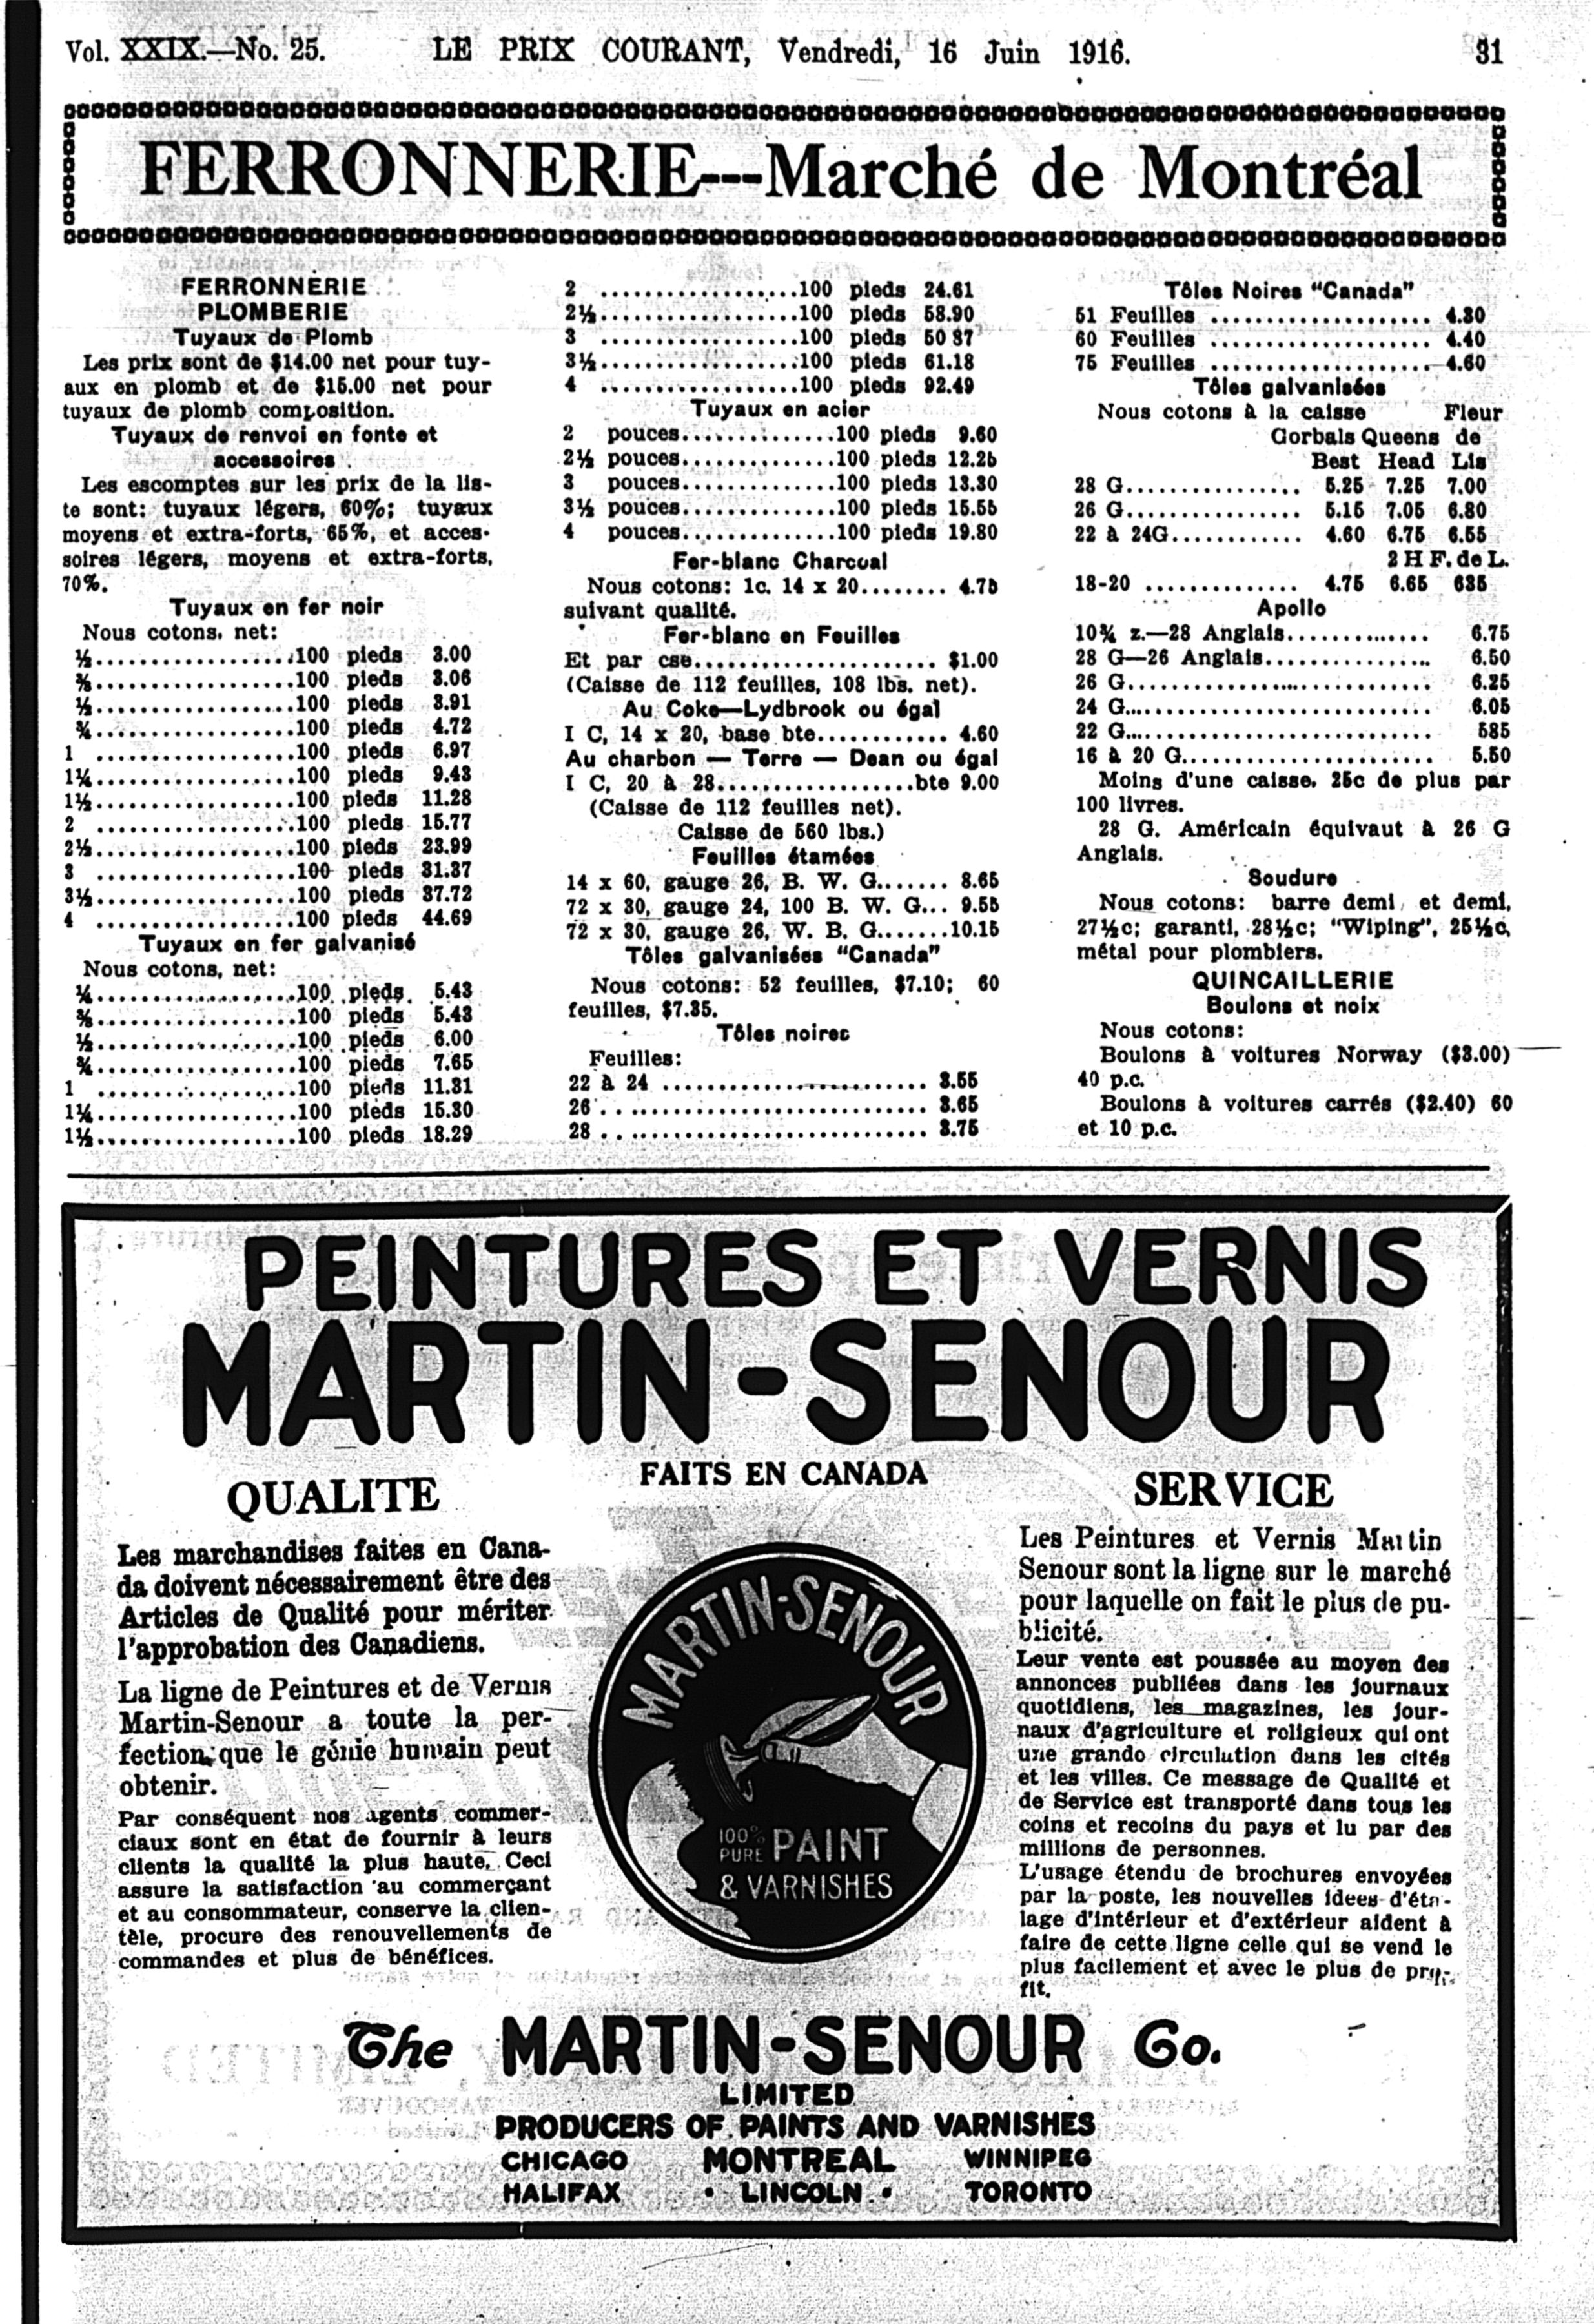 Vol. XXIX.—No. 25. LE PRIX COURANT, Vendredi, 16 Juin 1916. 31
FERRONNERIE---Marché de Montréal
FERRONNERIE
PLOMBERIE
Tuyaux de Plomb
Les prix sont de $14.00 net pour tuy-
aux en plomb et de $15.00 net pour
tuyaux de plomb composition.
Tuyaux de renvoi en fonte et
accessoires
Les escomptes sur les prix de la lis-
te sont: tuyaux légers, 60%; tuyaux
moyens et extra-forts, 65%, et acces-
soires légers, moyens et extra-forts,
70%.
Tuyaux en fer noir
Nous cotons, net:
½..................100 pieds 3.00
⅜..................100 pieds 3.06
½..................100 pieds 3.91
¾..................100 pieds 4.72
1 ..................100 pieds 6.97
1¼..................100 pieds 9.43
1½..................100 pieds 11.28
2 ..................100 pieds 15.77
2½..................100 pieds 23.99
3 ..................100 pieds 31.37
3½..................100 pieds 37.72
4 ..................100 pieds 44.69
Tuyaux en fer galvanisé
Nous cotons, net:
¼..................100 pieds 5.43
⅜..................100 pieds 5.43
½..................100 pieds 6.00
¾..................100 pieds 7.65
1 ..................100 pieds 11.31
1¼..................100 pieds 15.30
1½..................100 pieds 18.29
2 ..................100 pieds 24.61
2½..................100 pieds 58.90
3 ..................100 pieds 50 87
3½..................100 pieds 61.18
4 ..................100 pieds 92.49
Tuyaux en acier
2 pouces..............100 pieds 9.60
2½ pouces..............100 pieds 12.25
3 pouces..............100 pieds 13.30
3½ pouces..............100 pieds 15.55
4 pouces..............100 pieds 19.80
Fer-blanc Charcoal
Nous cotons: 1c. 14 x 20........ 4.75
suivant qualité.
Fer-blanc en Feuilles
Et par cse...................... $1.00
(Caisse de 112 feuilles, 108 lbs. net).
Au Coke—Lydbrook ou égal
I C, 14 x 20, base bte............ 4.60
Au charbon — Terre — Dean ou égal
I C, 20 à 28..................bte 9.00
(Caisse de 112 feuilles net).
Caisse de 560 lbs.)
Feuilles étamées
14 x 60, gauge 26, B. W. G....... 8.65
72 x 30, gauge 24, 100 B. W. G... 9.55
72 x 30, gauge 26, W. B. G.......10.15
Tôles galvanisées "Canada"
Nous cotons: 52 feuilles, $7.10; 60
feuilles, $7.35.
Tôles noires
Feuilles:
22 à 24 ........................ 3.55
26 .............................. 3.65
28 .............................. 3.75
Tôles Noires "Canada"
51 Feuilles .................... 4.30
60 Feuilles .................... 4.40
75 Feuilles .................... 4.60
Tôles galvanisées
Nous cotons à la caisse Fleur
Gorbals Queens de
Best Head Lis
28 G................ 5.25 7.25 7.00
26 G................ 5.15 7.05 6.80
22 à 24G............ 4.60 6.75 6.55
2 H F. de L.
18-20 .............. 4.75 6.65 635
Apollo
10¾ z.—28 Anglais............. 6.75
28 G—26 Anglais............... 6.50
26 G............................ 6.25
24 G............................ 6.05
22 G............................ 585
16 à 20 G....................... 5.50
Moins d'une caisse, 25c de plus par
100 livres.
28 G. Américain équivaut à 26 G
Anglais.
Soudure
Nous cotons: barre demi et demi,
27½c; garanti, 28½c; "Wiping", 25½c,
métal pour plombiers.
QUINCAILLERIE
Boulons et noix
Nous cotons:
Boulons à voitures Norway ($3.00)
40 p.c.
Boulons à voitures carrés ($2.40) 60
et 10 p.c.
PEINTURES ET VERNIS
MARTIN-SENOUR
FAITS EN CANADA
QUALITE
Les marchandises faites en Cana-
da doivent nécessairement être des
Articles de Qualité pour mériter
l'approbation des Canadiens.
La ligne de Peintures et de Vernis
Martin-Senour a toute la per-
fection que le génie humain peut
obtenir.
Par conséquent nos agents commer-
ciaux sont en état de fournir à leurs
clients la qualité la plus haute. Ceci
assure la satisfaction au commerçant
et au consommateur, conserve la clien-
tèle, procure des renouvellements de
commandes et plus de bénéfices.
MARTIN-SENOUR
100% PURE PAINT
& VARNISHES
SERVICE
Les Peintures et Vernis Martin
Senour sont la ligne sur le marché
pour laquelle on fait le plus de pu-
blicité.
Leur vente est poussée au moyen des
annonces publiées dans les journaux
quotidiens, les magazines, les jour-
naux d'agriculture et religieux qui ont
une grande circulation dans les cités
et les villes. Ce message de Qualité et
de Service est transporté dans tous les
coins et recoins du pays et lu par des
millions de personnes.
L'usage étendu de brochures envoyées
par la poste, les nouvelles idees d'éta-
lage d'intérieur et d'extérieur aident à
faire de cette ligne celle qui se vend le
plus facilement et avec le plus de pro-
fit.
The MARTIN-SENOUR Co.
LIMITED
PRODUCERS OF PAINTS AND VARNISHES
CHICAGO MONTREAL WINNIPEG
HALIFAX • LINCOLN • TORONTO